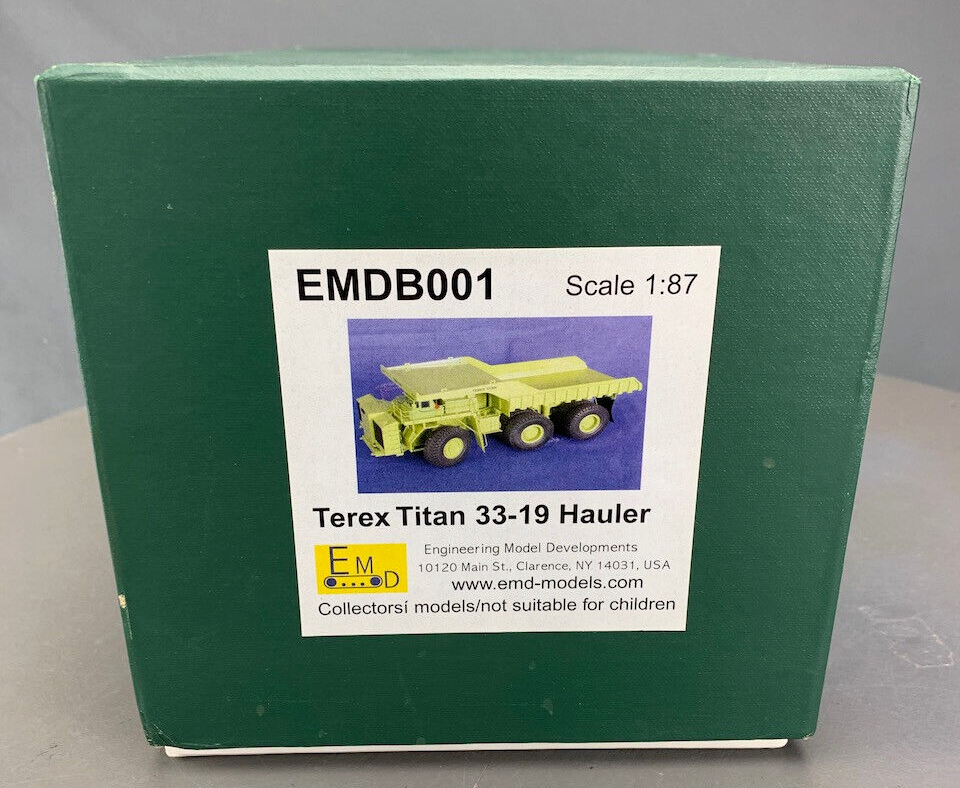 EMDB001
Scale 1:87
Terex Titan 33-19 Hauler
EMD
Engineering Model Developments
10120 Main St., Clarence, NY 14031, USA
www.emd-models.com
Collectorsí models/not suitable for children